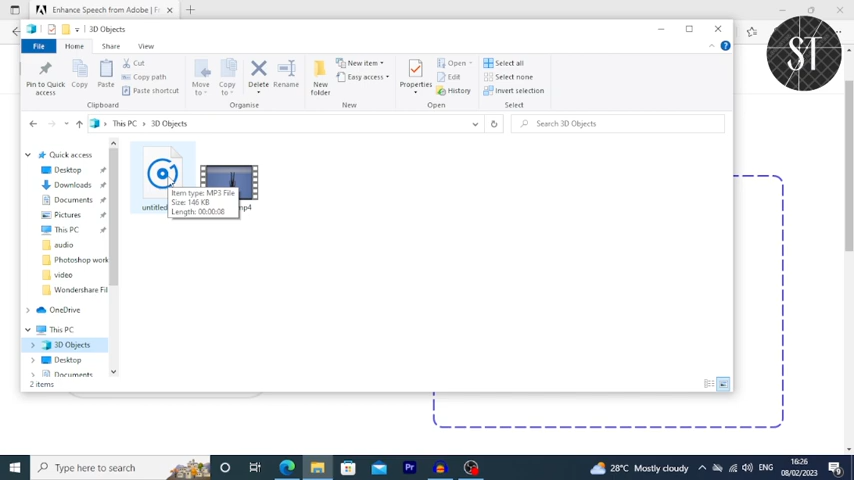 Enhance Speech from Adobe | Fr
3D Objects
File
Home
Share
View
Pin to Quick access
Copy
Paste
Cut
Copy path
Paste shortcut
Clipboard
Move to
Copy to
Delete
Rename
Organise
New folder
New item
Easy access
New
Properties
Open
Edit
History
Open
Select all
Select none
Invert selection
Select
This PC
3D Objects
Search 3D Objects
Quick access
Desktop
Downloads
Documents
Pictures
This PC
audio
Photoshop work
video
Wondershare Fil
OneDrive
This PC
3D Objects
Desktop
Documents
untitled
mp4
Item type: MP3 File
Size: 146 KB
Length: 00:00:08
2 items
ST
Type here to search
Pr
28°C Mostly cloudy
ENG
16:26
08/02/2023
9